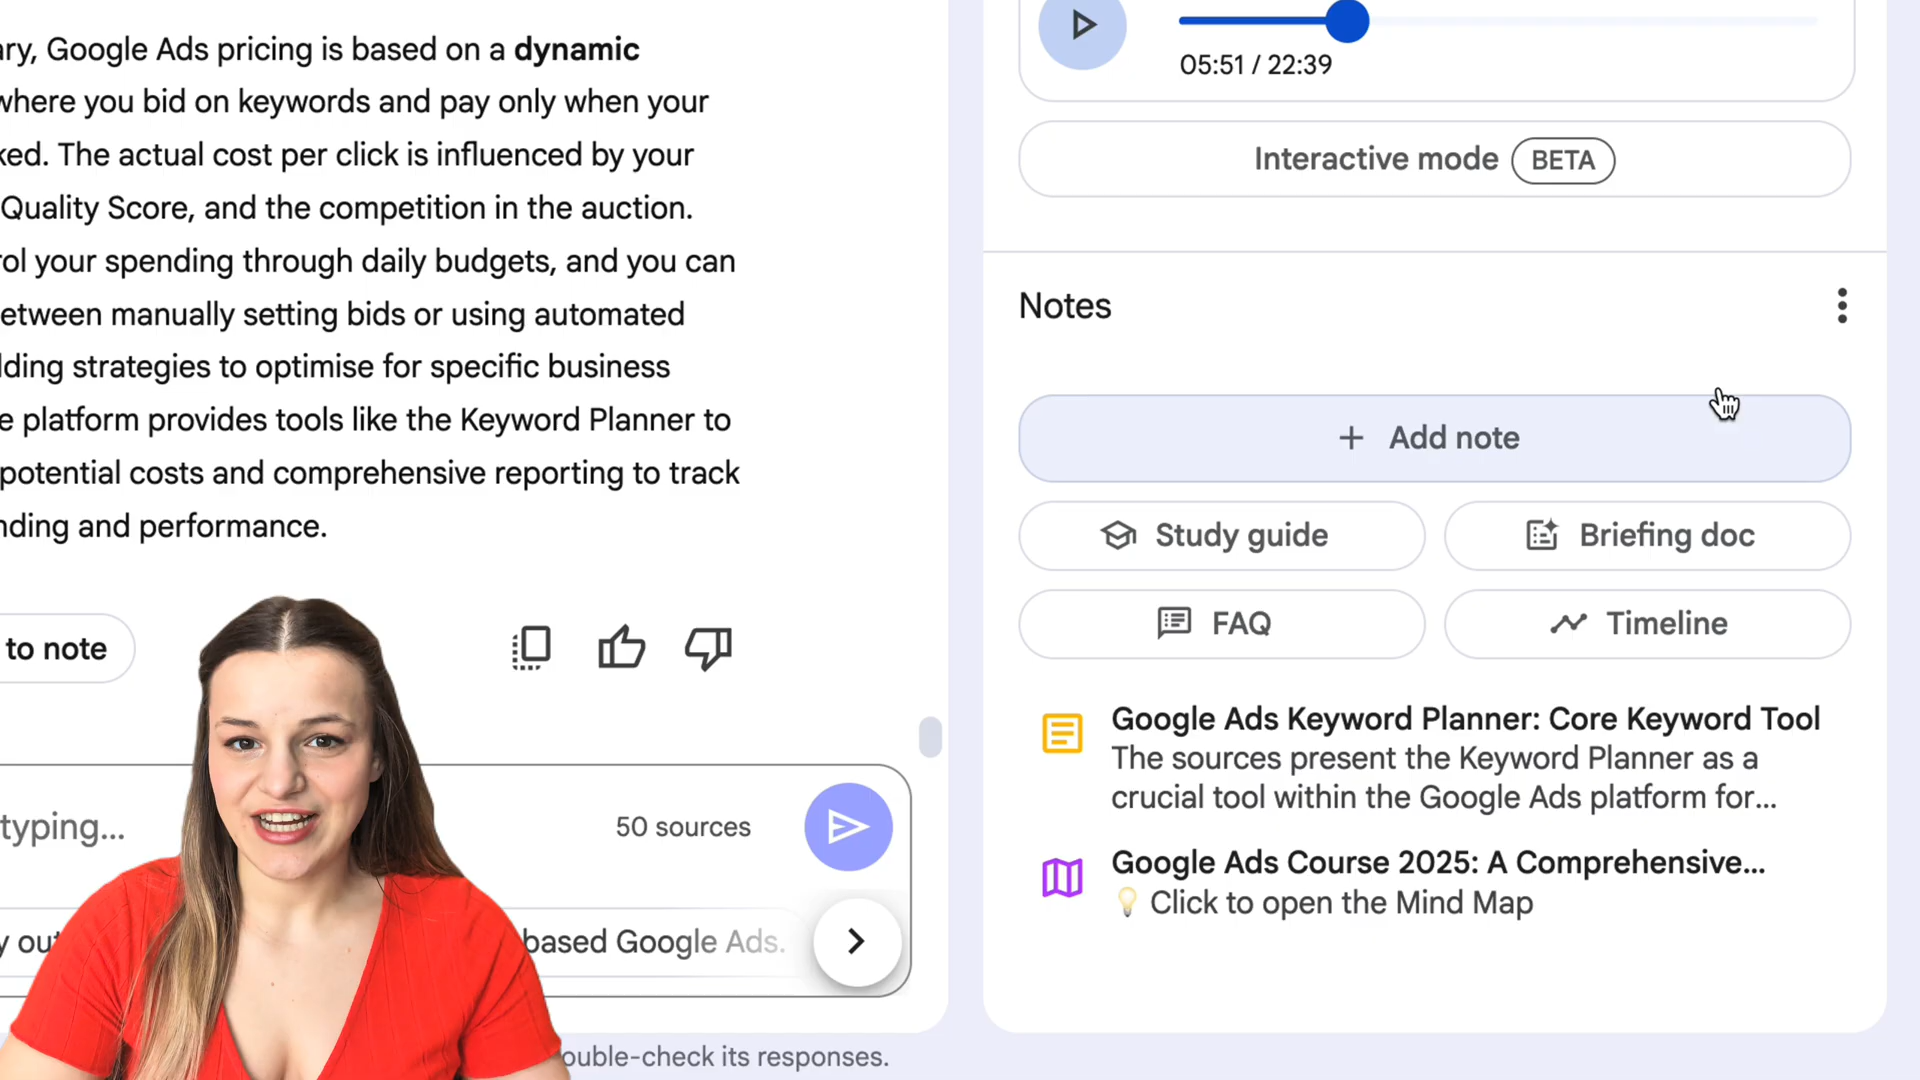 ary, Google Ads pricing is based on a dynamic
where you bid on keywords and pay only when your
ked. The actual cost per click is influenced by your
Quality Score, and the competition in the auction.
rol your spending through daily budgets, and you can
etween manually setting bids or using automated
dding strategies to optimise for specific business
e platform provides tools like the Keyword Planner to
potential costs and comprehensive reporting to track
nding and performance.
to note
typing...
50 sources
y out
based Google Ads.
ouble-check its responses.
05:51 / 22:39
Interactive mode BETA
Notes
+ Add note
Study guide
Briefing doc
FAQ
Timeline
Google Ads Keyword Planner: Core Keyword Tool
The sources present the Keyword Planner as a
crucial tool within the Google Ads platform for...
Google Ads Course 2025: A Comprehensive...
Click to open the Mind Map